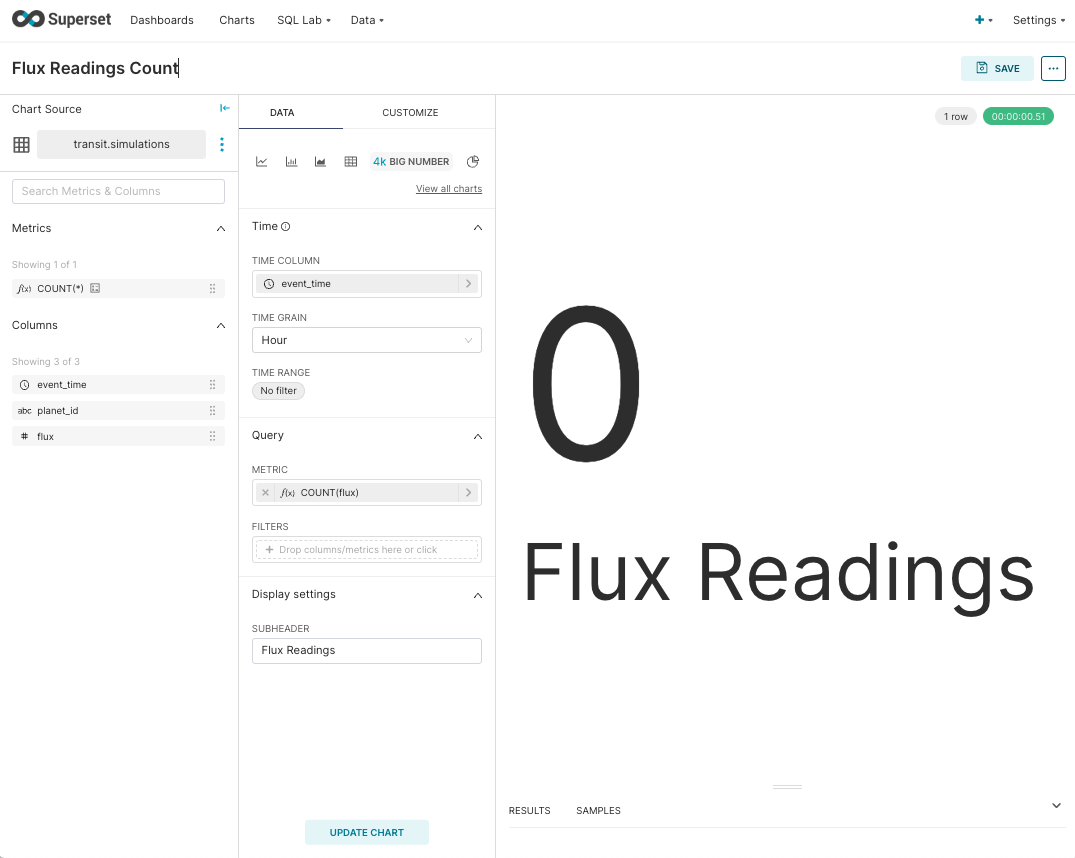 Superset Dashboards Charts SQL Lab Data + Settings
Flux Readings Count
SAVE ...
Chart Source
transit.simulations
Search Metrics & Columns
Metrics
Showing 1 of 1
f(x) COUNT(*)
Columns
Showing 3 of 3
event_time
abc planet_id
# flux
DATA CUSTOMIZE
4k BIG NUMBER
View all charts
Time
TIME COLUMN
event_time
TIME GRAIN
Hour
TIME RANGE
No filter
Query
METRIC
× f(x) COUNT(flux)
FILTERS
+ Drop columns/metrics here or click
Display settings
SUBHEADER
Flux Readings
UPDATE CHART
1 row 00:00:00.51
0
Flux Readings
RESULTS SAMPLES